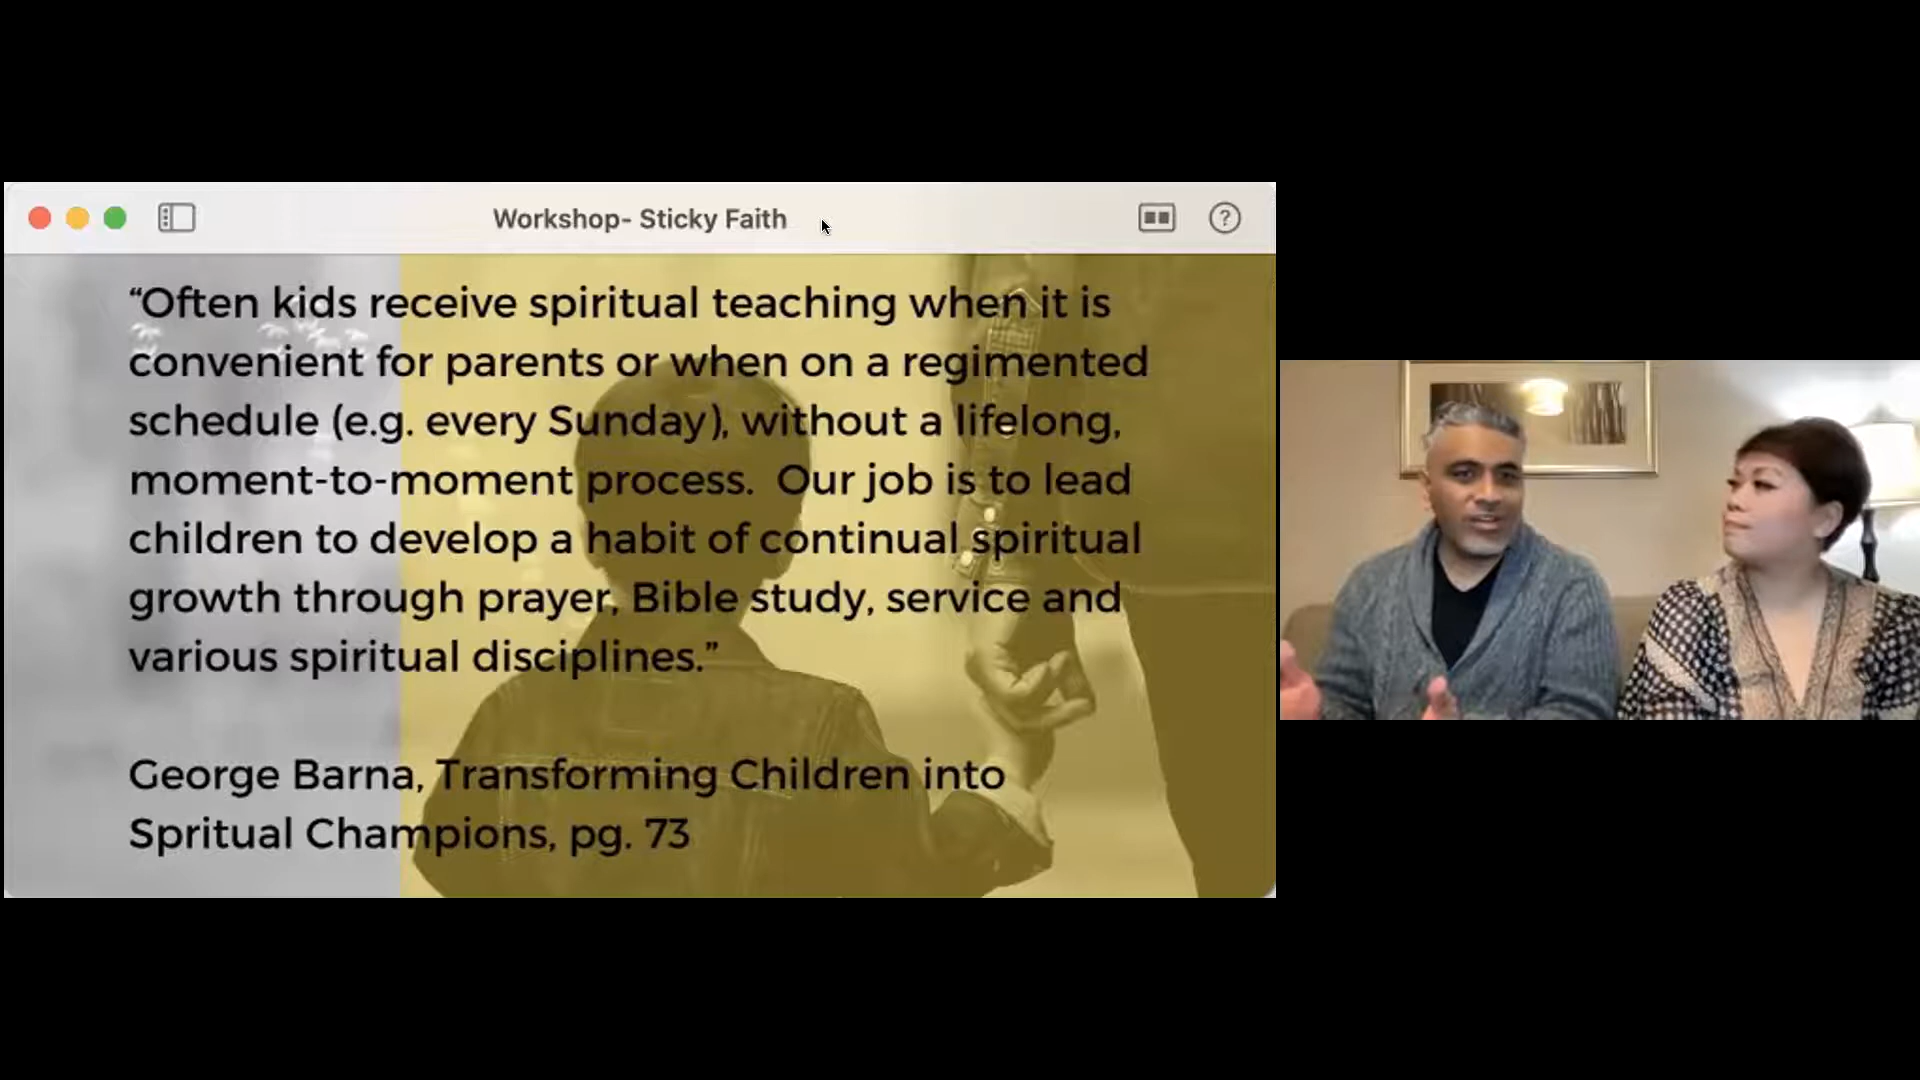 Workshop- Sticky Faith
“Often kids receive spiritual teaching when it is
convenient for parents or when on a regimented
schedule (e.g. every Sunday), without a lifelong,
moment-to-moment process.  Our job is to lead
children to develop a habit of continual spiritual
growth through prayer, Bible study, service and
various spiritual disciplines.”
George Barna, Transforming Children into
Spritual Champions, pg. 73